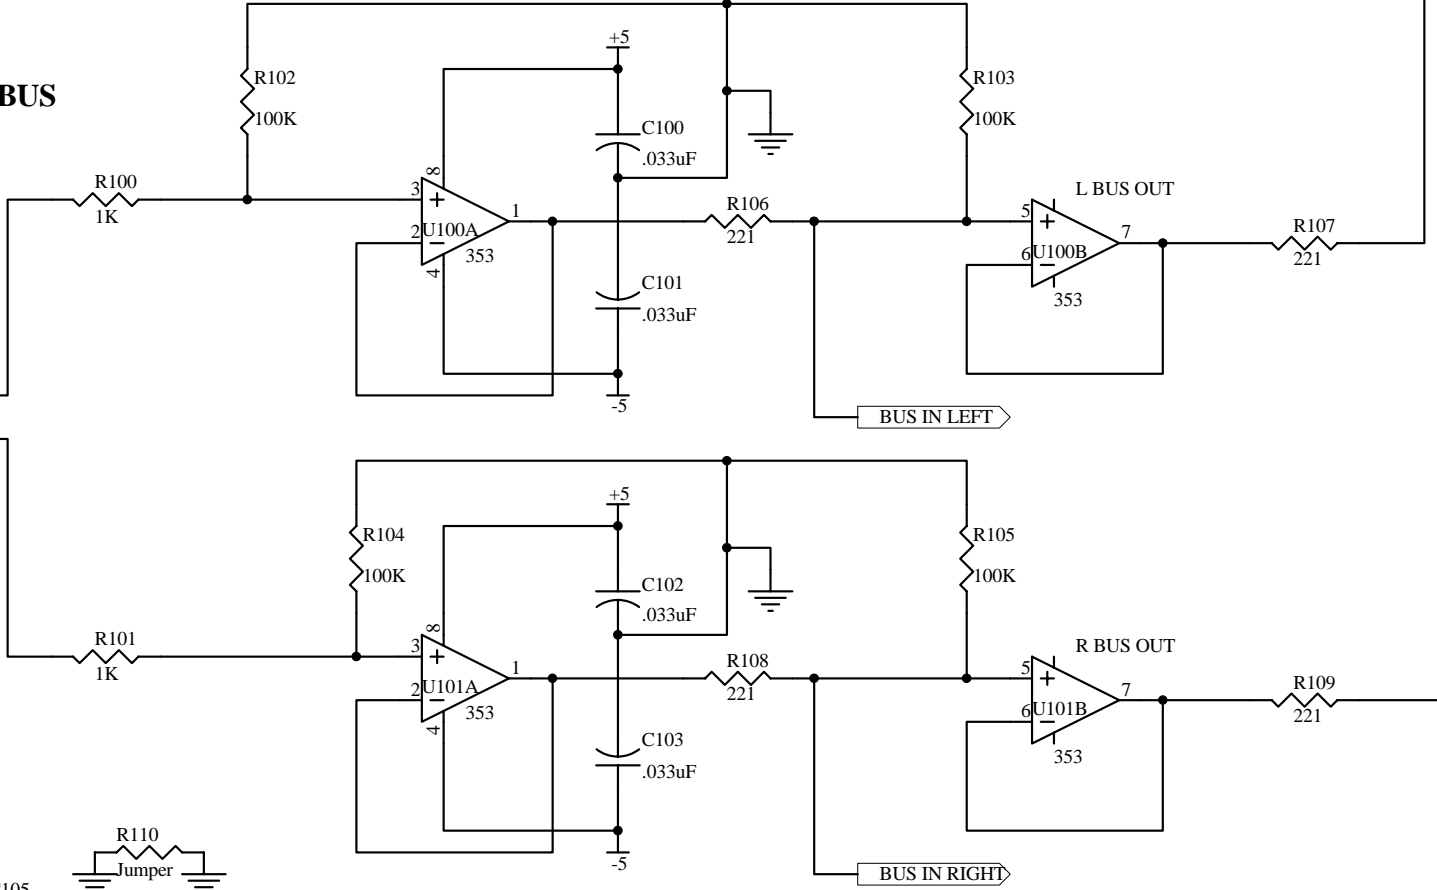 +5
R102
R103
BUS
100K
C100
100K
.033uF
8
R100
1K
3
+
2
U100A
−
353
1
4
R106
221
L BUS OUT
5
+
6
U100B
−
353
7
R107
221
C101
.033uF
-5
BUS IN LEFT
+5
R104
R105
100K
C102
100K
.033uF
8
R101
1K
3
+
2
U101A
−
353
1
4
R108
221
R BUS OUT
5
+
6
U101B
−
353
7
R109
221
C103
.033uF
-5
R110
Jumper
BUS IN RIGHT